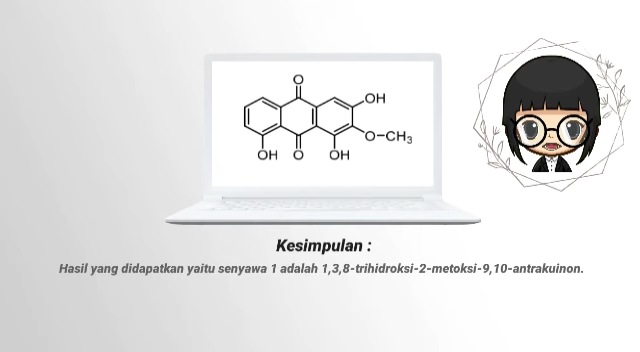 O
OH
O-CH3
OH O OH
Kesimpulan :
Hasil yang didapatkan yaitu senyawa 1 adalah 1,3,8-trihidroksi-2-metoksi-9,10-antrakuinon.